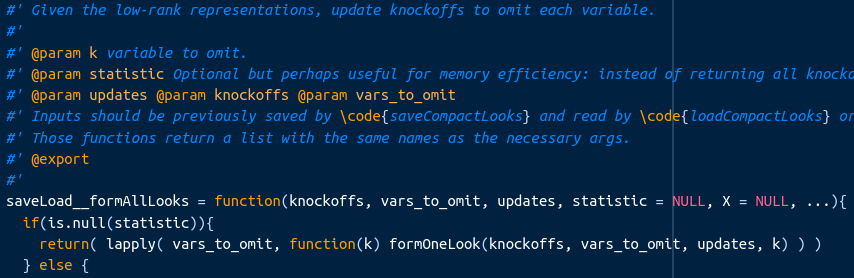 #' Given the low-rank representations, update knockoffs to omit each variable.
#'
#' @param k variable to omit.
#' @param statistic Optional but perhaps useful for memory efficiency: instead of returning all
#' @param updates @param knockoffs @param vars_to_omit
#' Inputs should be previously saved by \code{saveCompactLooks} and read by \code{loadCompactLooks}
#' Those functions return a list with the same names as the necessary args.
#' @export
#'
saveLoad__formAllLooks = function(knockoffs, vars_to_omit, updates, statistic = NULL, X = NULL, ...){
  if(is.null(statistic)){
    return( lapply( vars_to_omit, function(k) formOneLook(knockoffs, vars_to_omit, updates, k) ) )
  } else {